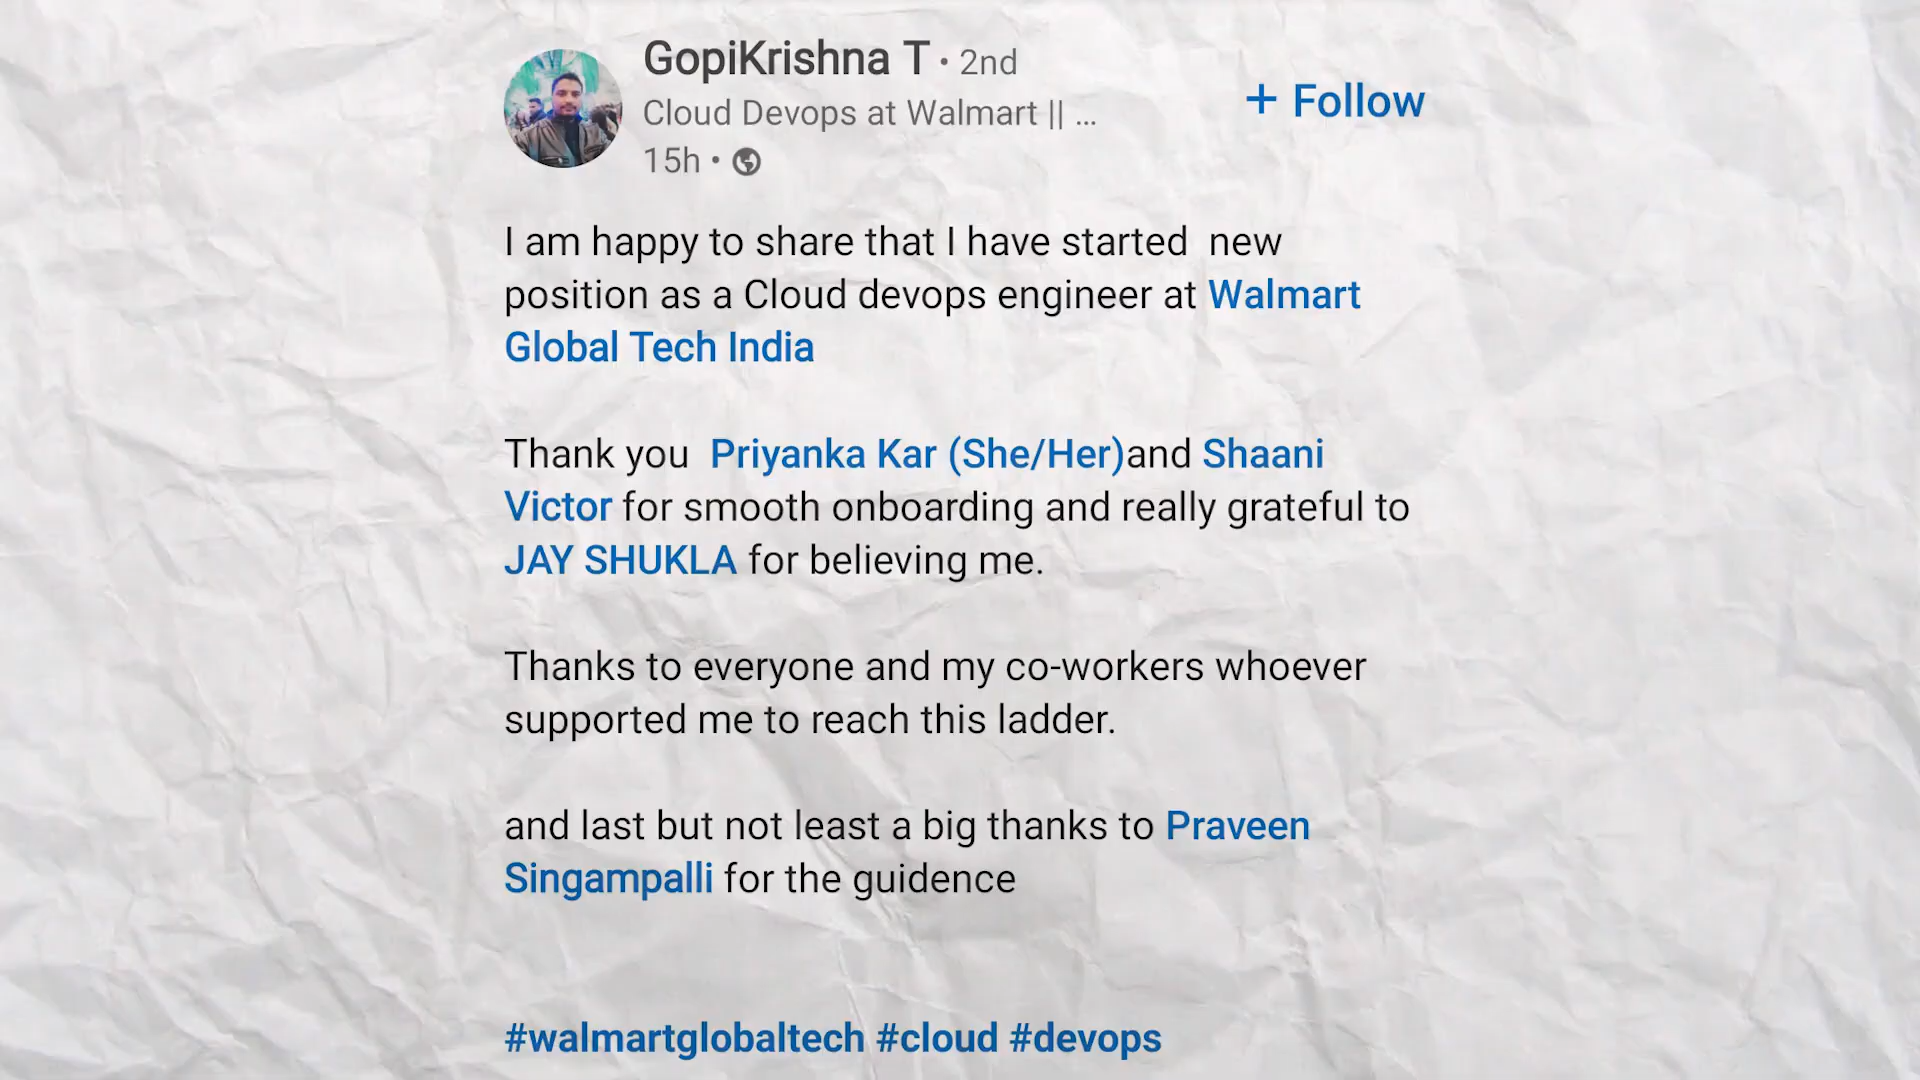 GopiKrishna T • 2nd
Cloud Devops at Walmart || ...
15h •
+ Follow
I am happy to share that I have started  new
position as a Cloud devops engineer at Walmart
Global Tech India
Thank you  Priyanka Kar (She/Her)and Shaani
Victor for smooth onboarding and really grateful to
JAY SHUKLA for believing me.
Thanks to everyone and my co-workers whoever
supported me to reach this ladder.
and last but not least a big thanks to Praveen
Singampalli for the guidence
#walmartglobaltech #cloud #devops